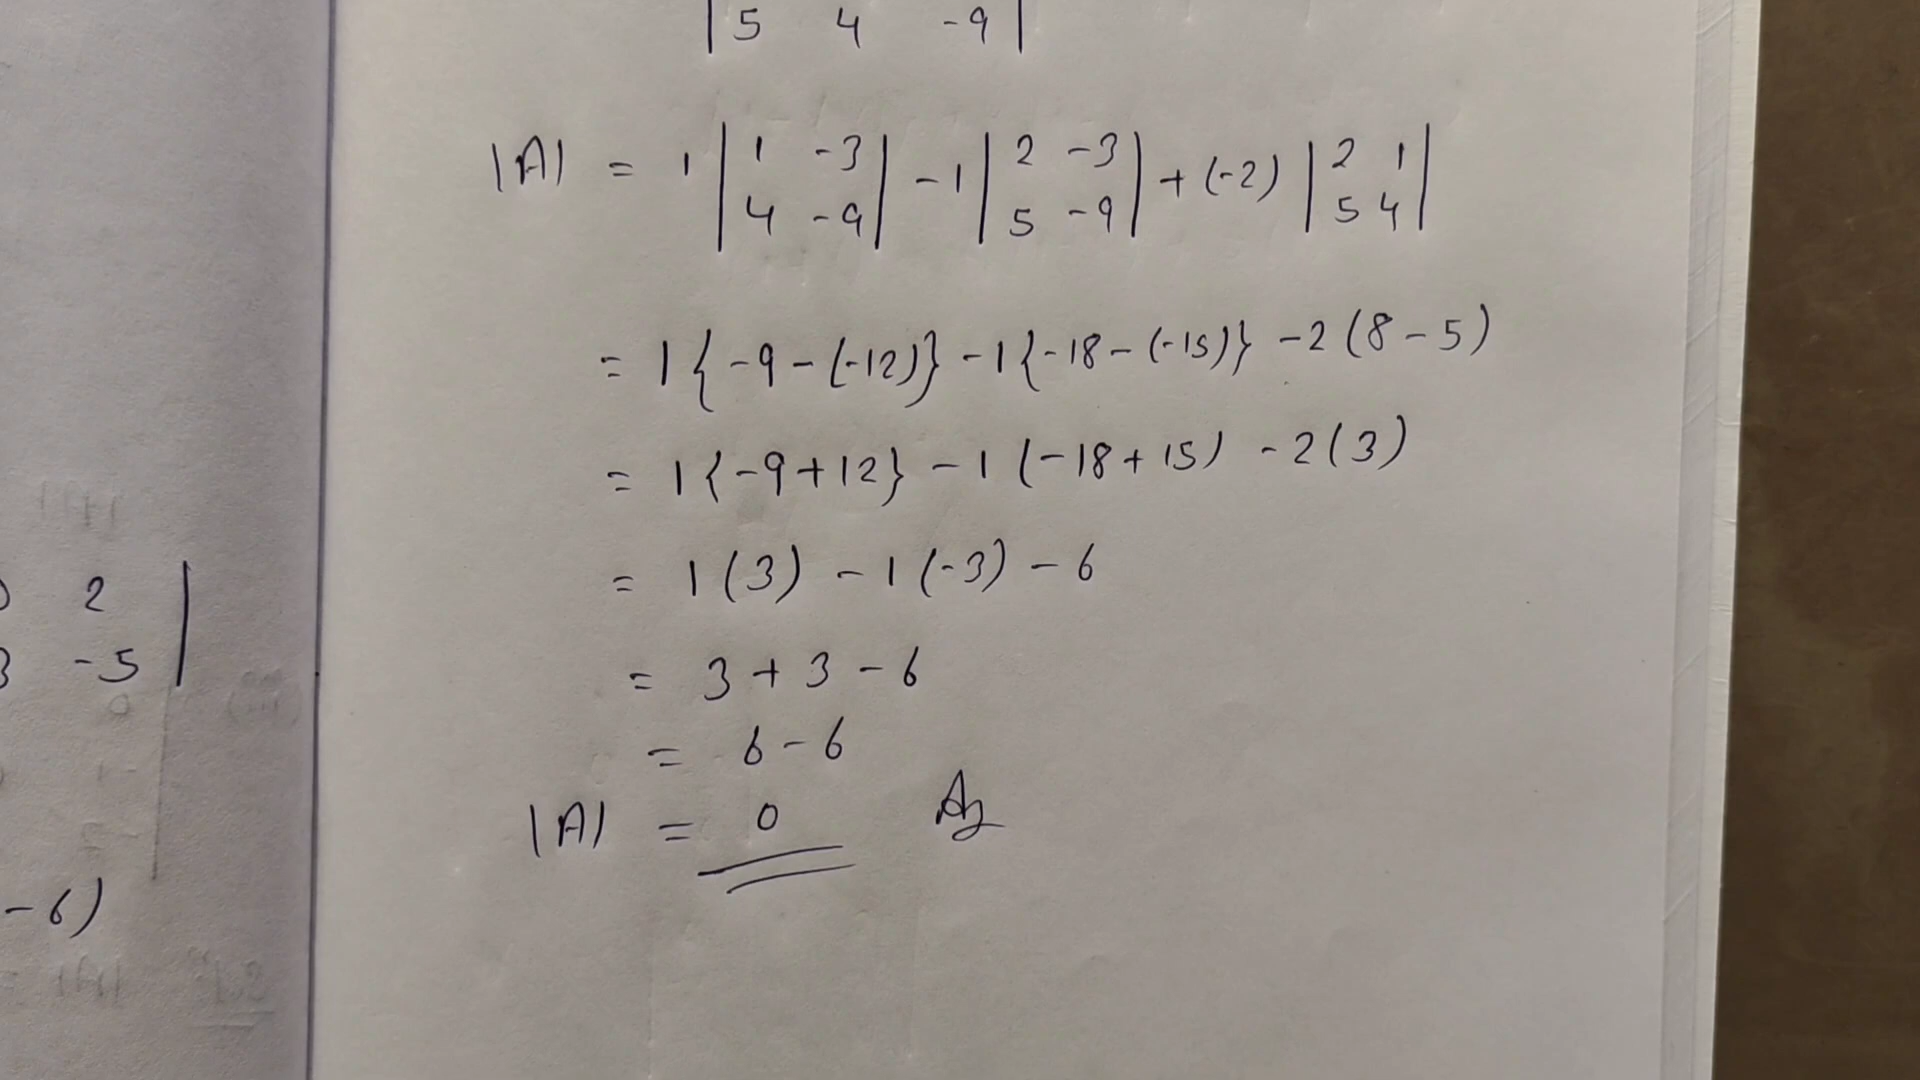 | 5 4 -9 |
|A| = 1 | 1 -3 | -1 | 2 -3 | + (-2) | 2 1 |
| 4 -9 | | 5 -9 | | 5 4 |
= 1 { -9 - (-12) } - 1 { -18 - (-15) } - 2 ( 8 - 5 )
= 1 { -9 + 12 } - 1 ( -18 + 15 ) - 2 ( 3 )
= 1 ( 3 ) - 1 ( -3 ) - 6
= 3 + 3 - 6
= 6 - 6
|A| = 0 As
2 |
-5 |
-6)